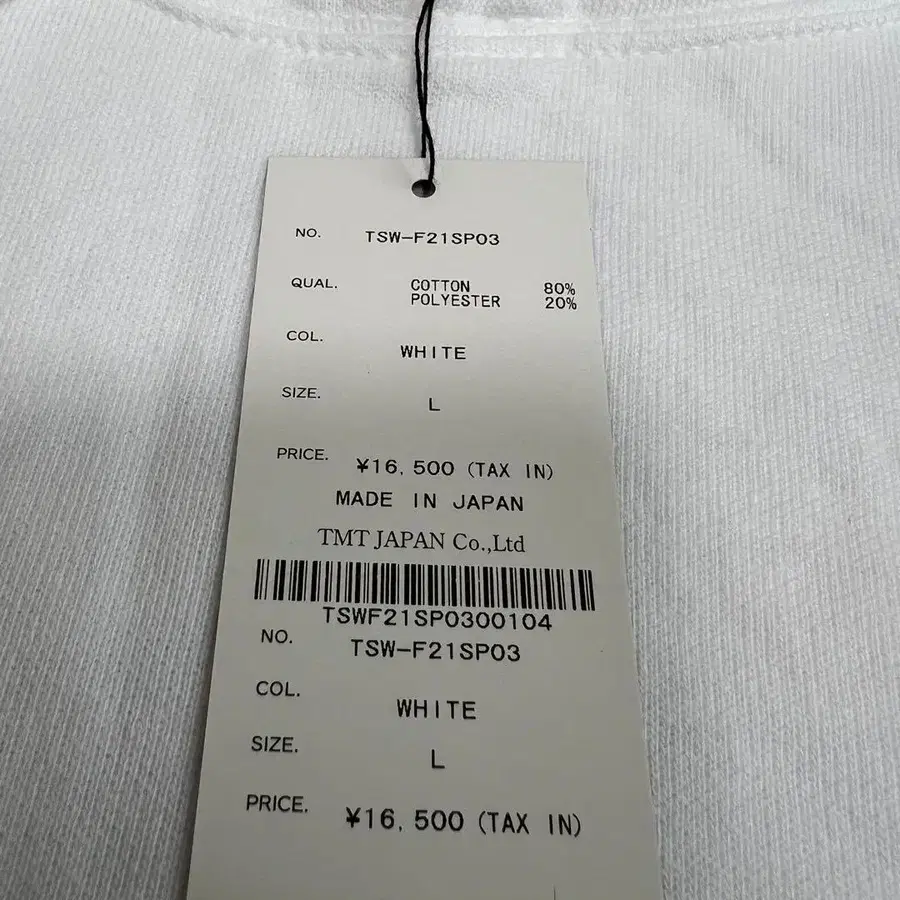 NO. TSW-F21SP03
QUAL. COTTON 80%
POLYESTER 20%
COL. WHITE
SIZE. L
PRICE. ¥16,500 (TAX IN)
MADE IN JAPAN
TMT JAPAN Co.,Ltd
TSWF21SP0300104
NO. TSW-F21SP03
COL. WHITE
SIZE. L
PRICE. ¥16,500 (TAX IN)